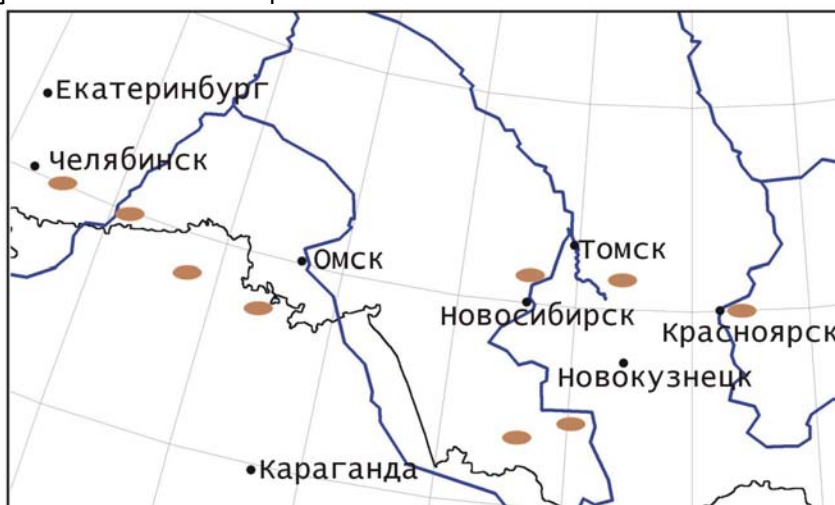 Екатеринбург
Челябинск
Омск
Томск
Новосибирск
Красноярск
Новокузнецк
Караганда